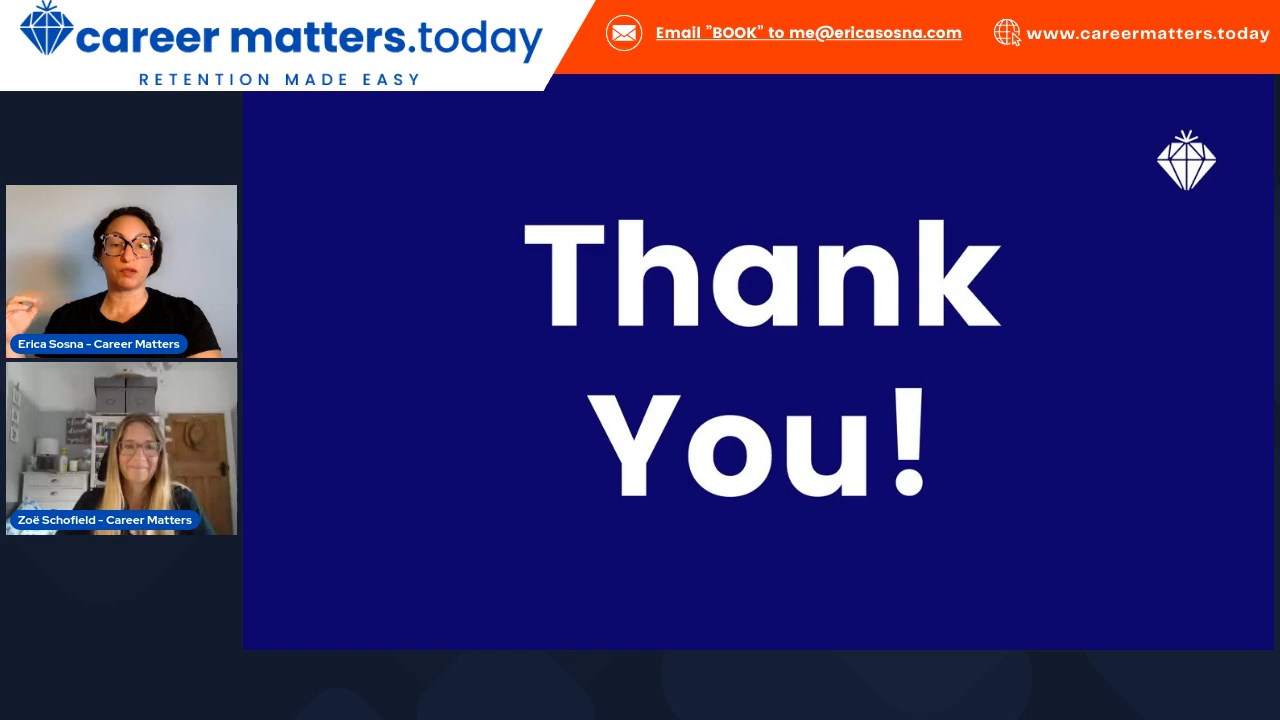 career matters.today
RETENTION MADE EASY
Email "BOOK" to me@ericasosna.com
www.careermatters.today
Thank
You!
Erica Sosna - Career Matters
Zoë Schofield - Career Matters